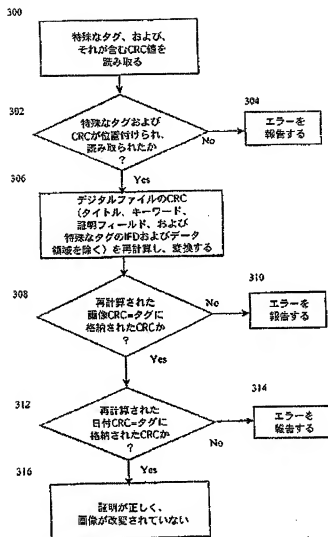 300
特殊なタグ、および、
それが含むCRC値を
読み取る
302
特殊なタグおよび
CRCが位置付けられ、
読み取られたか
?
No
304
エラーを
報告する
Yes
306
デジタルファイルのCRC
(タイトル、キーワード、
証明フィールド、および
特殊なタグのIFDおよびデータ
領域を除く)を再計算し、変換する
308
再計算された
画像CRC=タグに
格納されたCRCか
?
No
310
エラーを
報告する
Yes
312
再計算された
日付CRC=タグに
格納されたCRCか
?
No
314
エラーを
報告する
Yes
316
証明が正しく、
画像が改変されていない